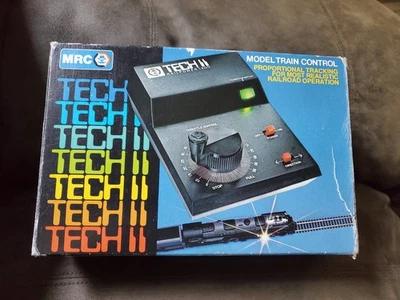 MRC
TECH II
TECH II
TECH II
TECH II
TECH II
TECH II
TECH II
TECH II
MODEL TRAIN CONTROL
PROPORTIONAL TRACKING
FOR MOST REALISTIC
RAILROAD OPERATION
STOP
FULL